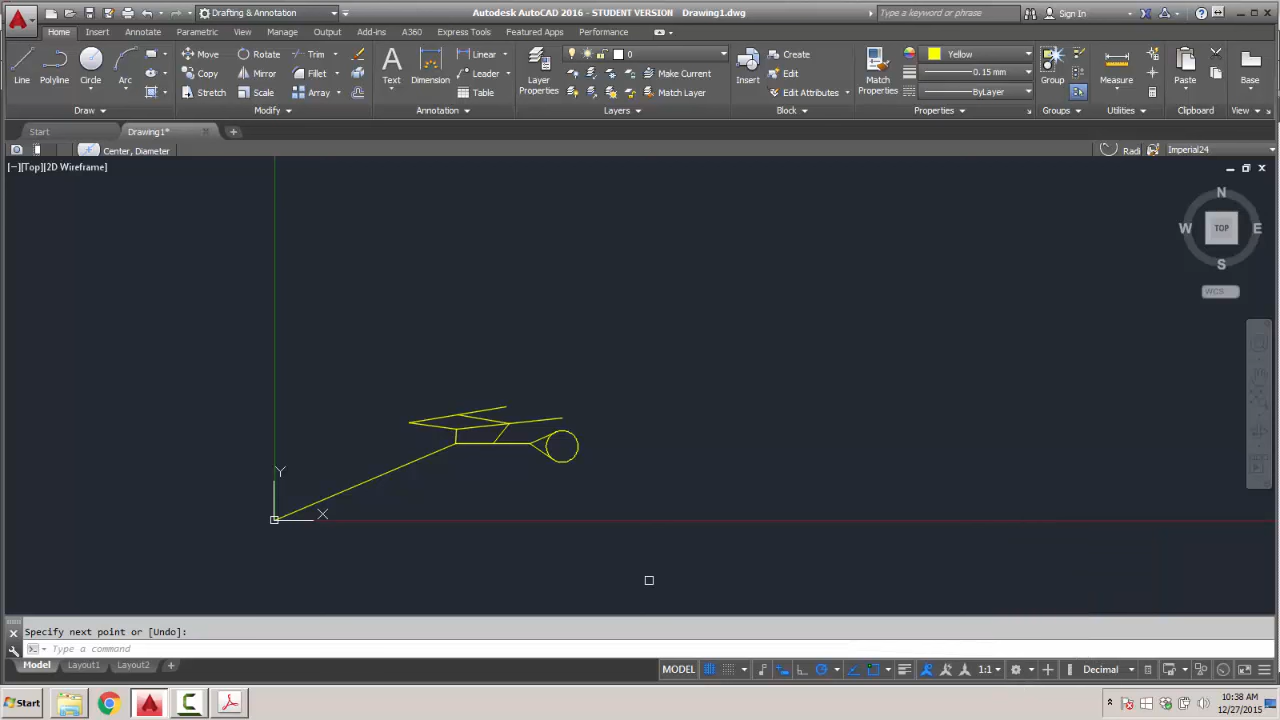 Drafting & Annotation
Autodesk AutoCAD 2016 - STUDENT VERSION Drawing1.dwg
Type a keyword or phrase
Sign In
Home Insert Annotate Parametric View Manage Output Add-ins A360 Express Tools Featured Apps Performance
Line Polyline Circle Arc
Move Rotate Trim
Copy Mirror Fillet
Stretch Scale Array
Text Dimension
Linear
Leader
Table
Layer Properties
0
Make Current
Match Layer
Insert
Create
Edit
Edit Attributes
Match Properties
Yellow
0.15 mm
ByLayer
Group Measure Paste Base
Draw Modify Annotation Layers Block Properties Groups Utilities Clipboard View
Start Drawing1*
Center, Diameter Radi Imperial24
[−][Top][2D Wireframe]
N
W TOP E
S
WCS
Y
X
Specify next point or [Undo]:
Type a command
Model Layout1 Layout2
MODEL 1:1 Decimal
Start
10:38 AM
12/27/2015